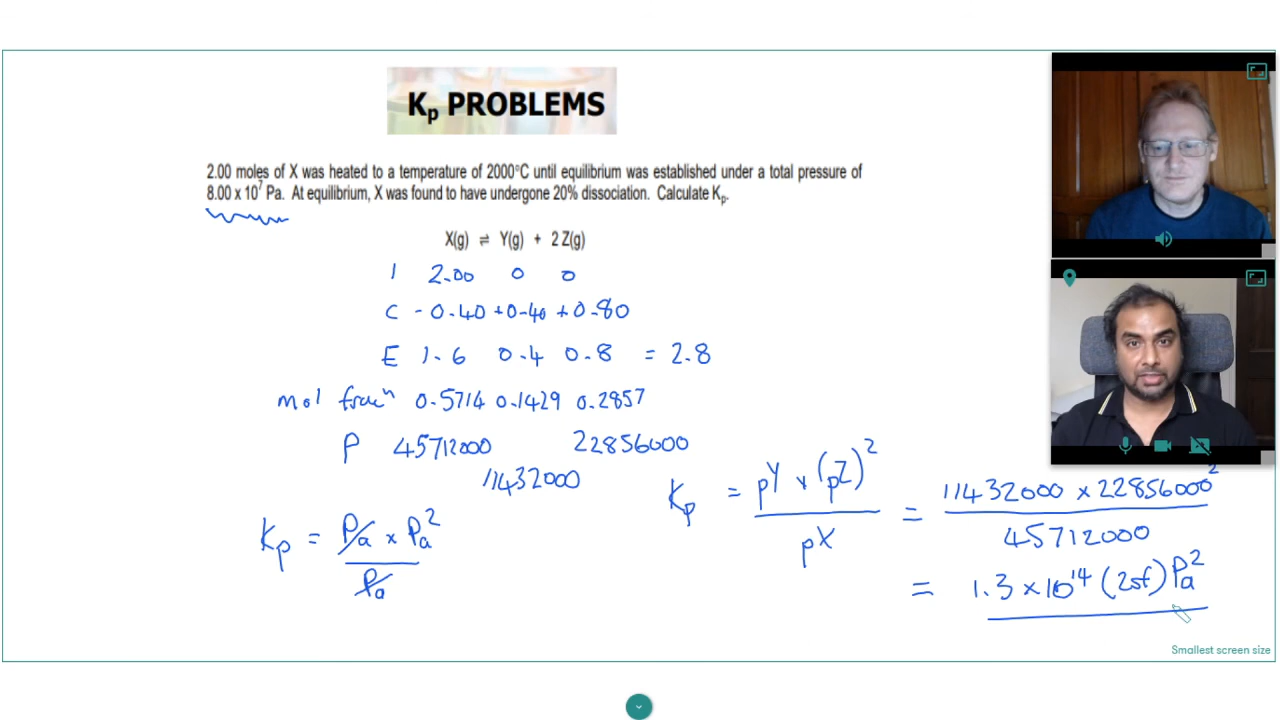 Kp PROBLEMS
2.00 moles of X was heated to a temperature of 2000°C until equilibrium was established under a total pressure of
8.00 x 10⁷ Pa. At equilibrium, X was found to have undergone 20% dissociation. Calculate Kp.
X(g) ⇌ Y(g) + 2 Z(g)
I 2.00 0 0
C - 0.40 +0.40 +0.80
E 1.6 0.4 0.8 = 2.8
mol fracⁿ 0.5714 0.1429 0.2857
P 45712000 22856000
11432000
Kp = Pa x Pa² / Pa
Kp = pY x (pZ)² / pX = 11432000 x 22856000² / 45712000
= 1.3 x 10¹⁴ (2sf) Pa²
Smallest screen size